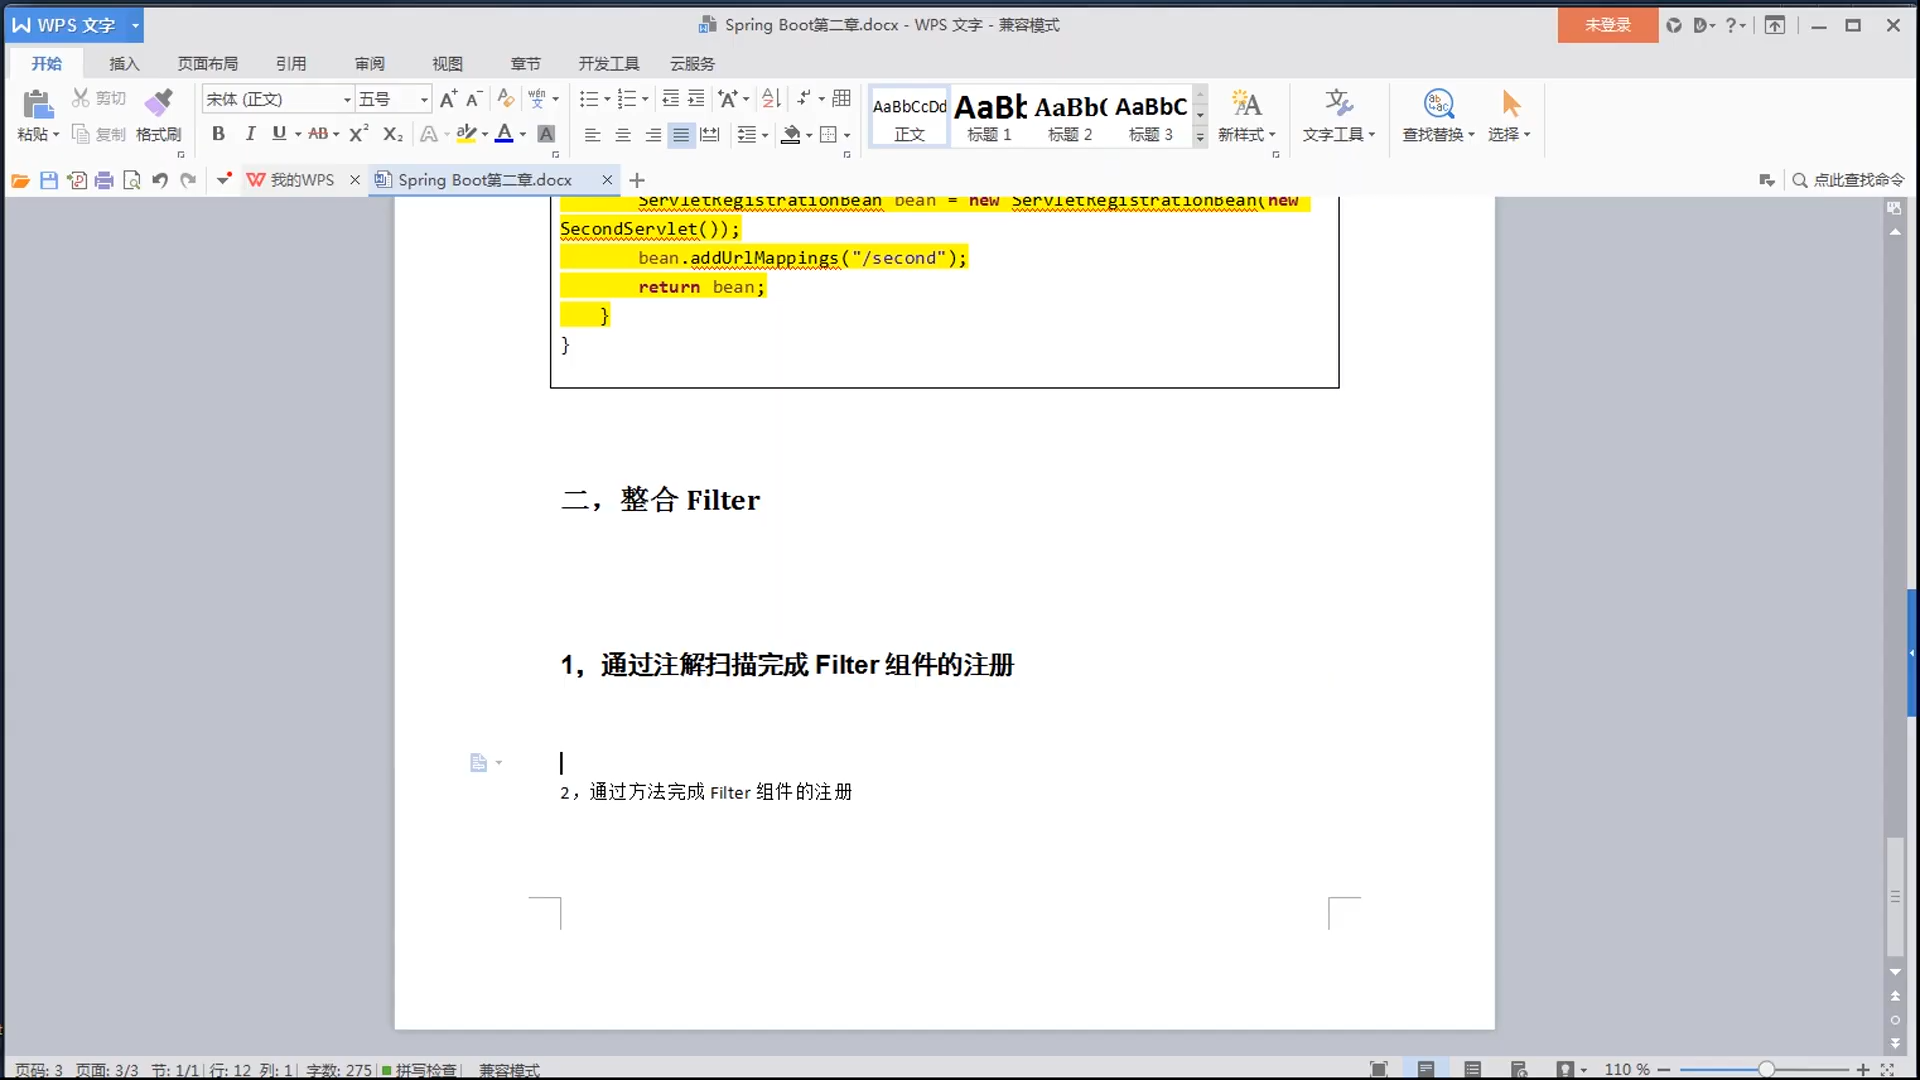 WPS 文字
Spring Boot第二章.docx - WPS 文字 - 兼容模式
未登录
开始 插入 页面布局 引用 审阅 视图 章节 开发工具 云服务
粘贴 剪切 复制 格式刷
宋体 (正文) 五号
AaBbCcDd 正文
AaBb 标题 1
AaBb( 标题 2
AaBbC 标题 3
新样式 文字工具 查找替换 选择
我的WPS Spring Boot第二章.docx 点此查找命令
ServletRegistrationBean bean = new ServletRegistrationBean(new
SecondServlet());
bean.addUrlMappings("/second");
return bean;
}
}
二，整合 Filter
1，通过注解扫描完成 Filter 组件的注册
2，通过方法完成 Filter 组件的注册
页码: 3 页面: 3/3 节: 1/1 行: 12 列: 1 字数: 275 拼写检查 兼容模式 110 %